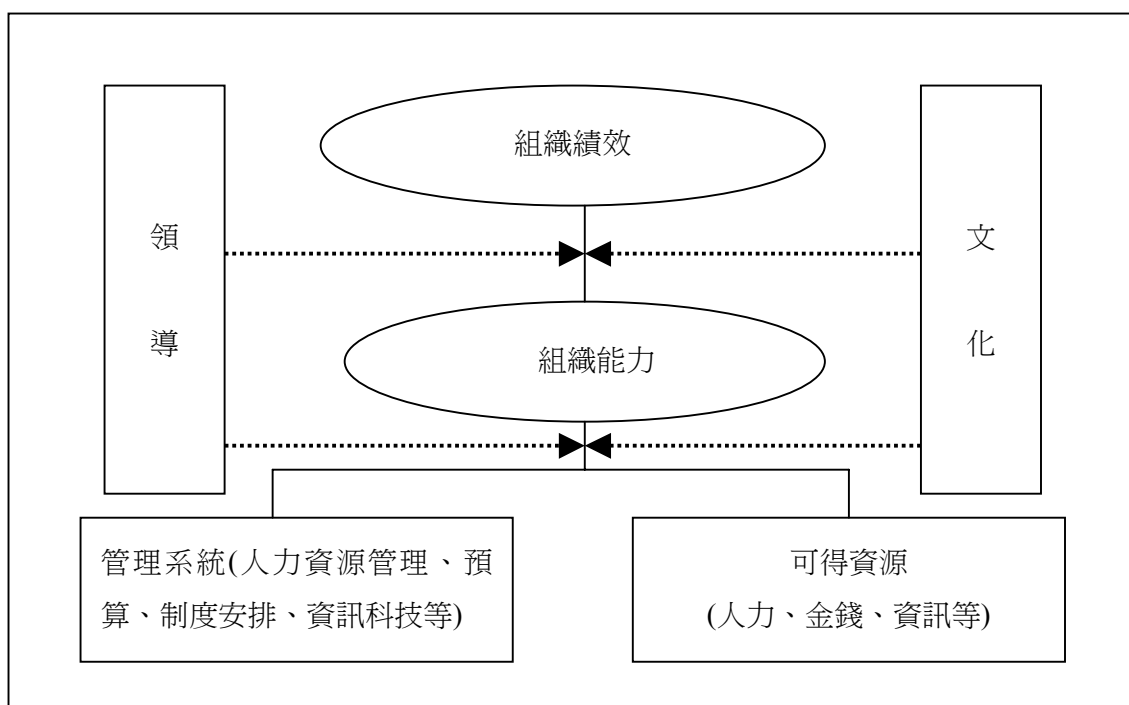 組織績效
領
導
文
化
組織能力
管理系統(人力資源管理、預
算、制度安排、資訊科技等)
可得資源
(人力、金錢、資訊等)